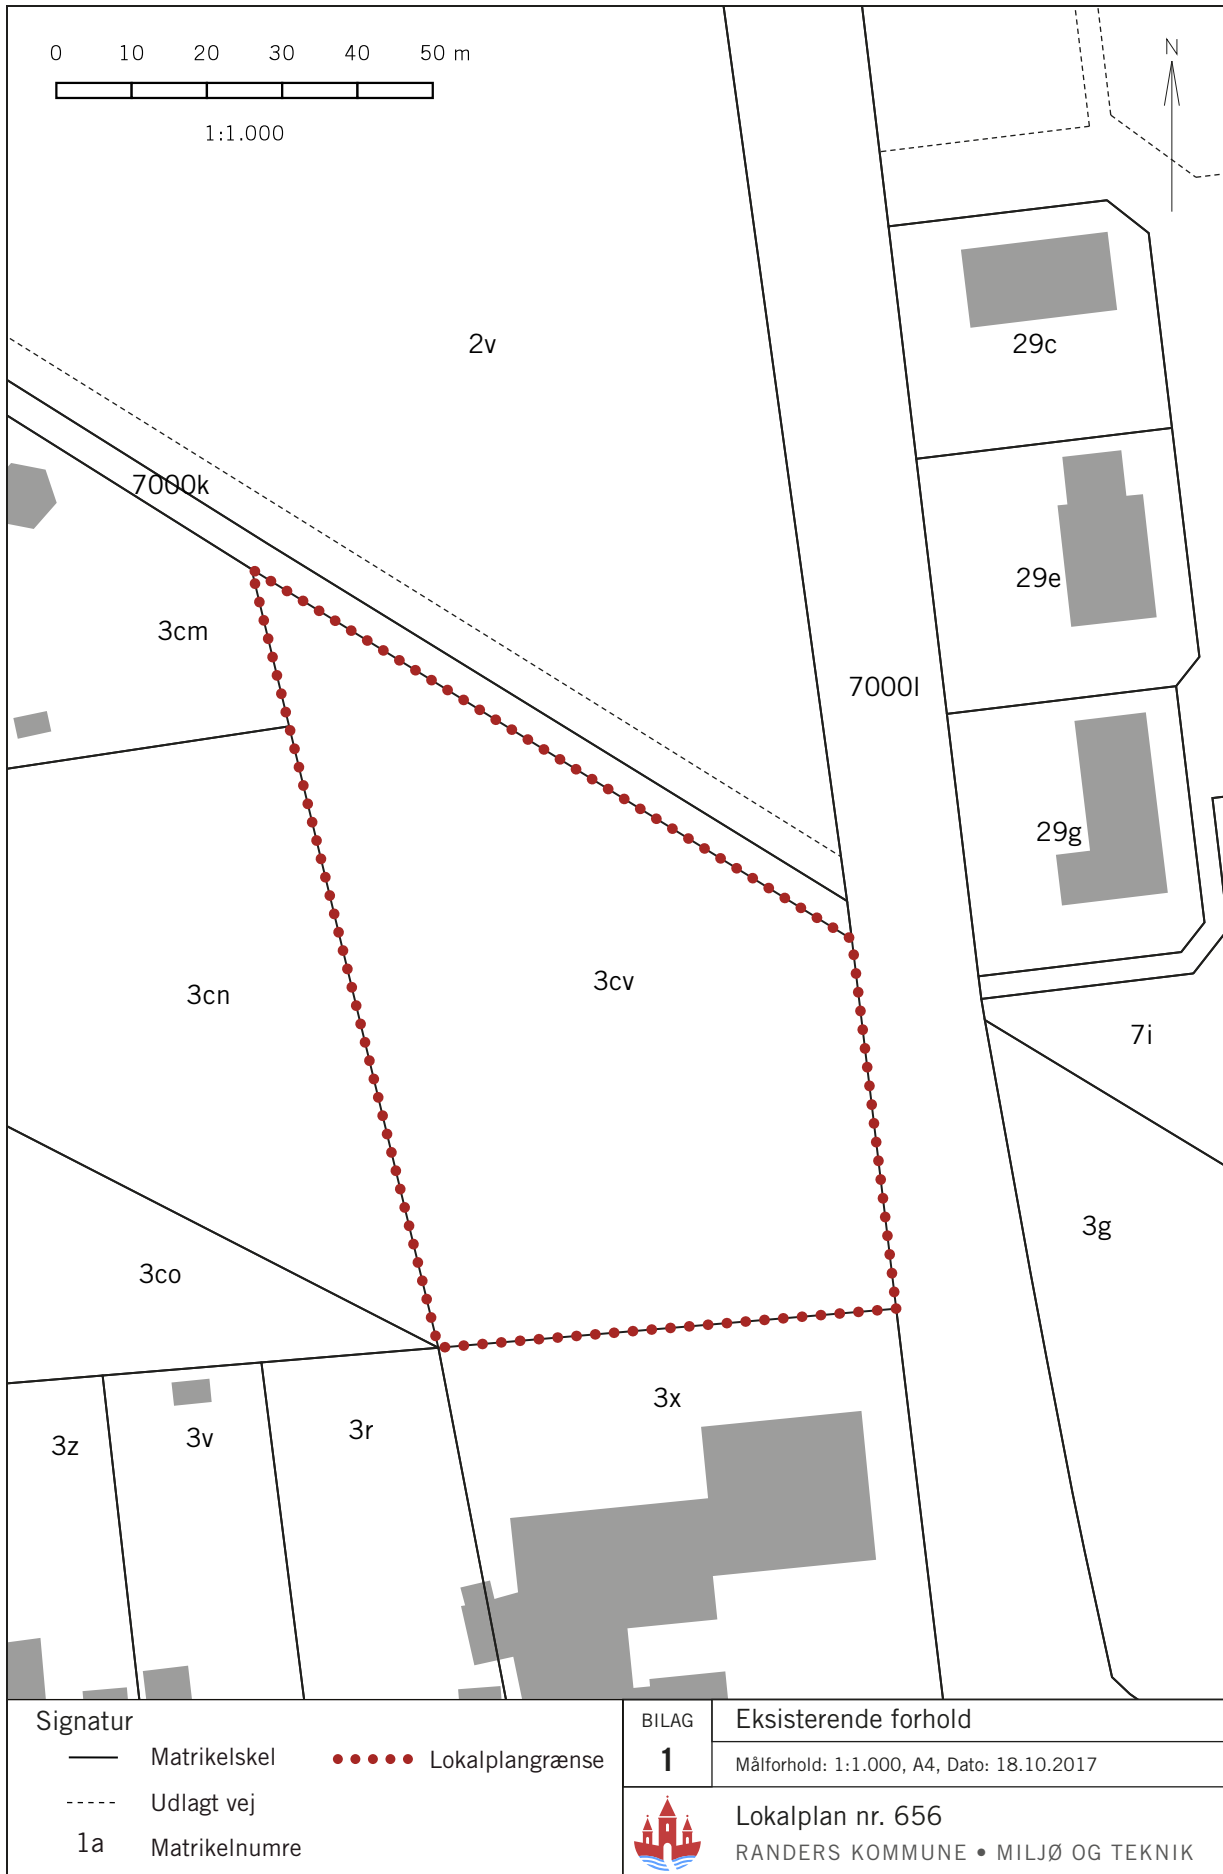 0 10 20 30 40 50 m
1:1.000
N
2v
29c
7000k
29e
3cm
7000l
29g
3cv
3cn
7i
3g
3co
3x
3r
3v
3z
Signatur
Matrikelskel
Lokalplangrænse
Udlagt vej
1a Matrikelnumre
BILAG
1
Eksisterende forhold
Målforhold: 1:1.000, A4, Dato: 18.10.2017
Lokalplan nr. 656
RANDERS KOMMUNE • MILJØ OG TEKNIK